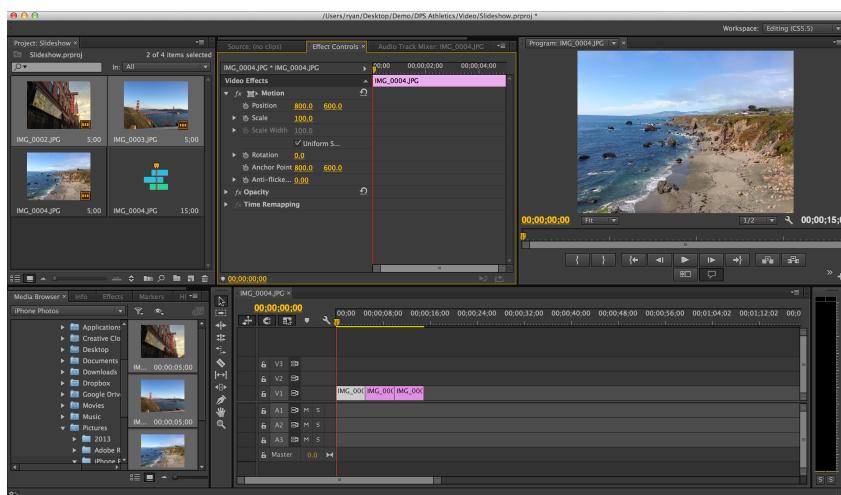 /Users/ryan/Desktop/Demo/DPS Athletics/Video/Slideshow.prproj *
Workspace: Editing (CS5.5)
Project: Slideshow ×
Slideshow.prproj 2 of 4 items selected
In: All
IMG_0002.JPG 5;00 IMG_0003.JPG 5;00
IMG_0004.JPG 5;00 IMG_0004.JPG 15;00
Source: (no clips) Effect Controls × Audio Track Mixer: IMG_0004.JPG
IMG_0004.JPG * IMG_0004.JPG
00;00 00;00;02;00 00;00;04;00
Video Effects IMG_0004.JPG
fx Motion
Position 800.0 600.0
Scale 100.0
Scale Width 100.0
Uniform S...
Rotation 0.0
Anchor Point 800.0 600.0
Anti-flicke... 0.00
fx Opacity
fx Time Remapping
00;00;00;00
Program: IMG_0004.JPG ×
00;00;00;00 Fit 1/2
Media Browser × Info Effects Markers
iPhone Photos
Applications
Creative Clo
Desktop
Documents
Downloads
Dropbox
Google Driv
Movies
Music
Pictures
2013
Adobe R
iPhone
IM... 00;00;05;00
IM... 00;00;05;00
IMG_0004.JPG ×
00;00;00;00
00;00 00;00;08;00 00;00;16;00 00;00;24;00 00;00;32;00 00;00;40;00 00;00;48;00 00;00;56;00 00;01;04;02 00;01;12;02
V3
V2
V1 IMG_000 IMG_000 IMG_000
A1 M S
A2 M S
A3 M S
Master 0.0
S S